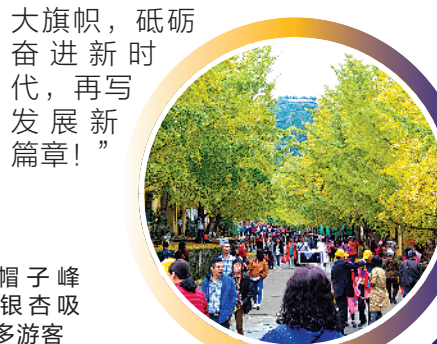 大旗帜，砥砺
奋进新时
代，再写
发展新
篇章！”
帽子峰
银杏吸
多游客